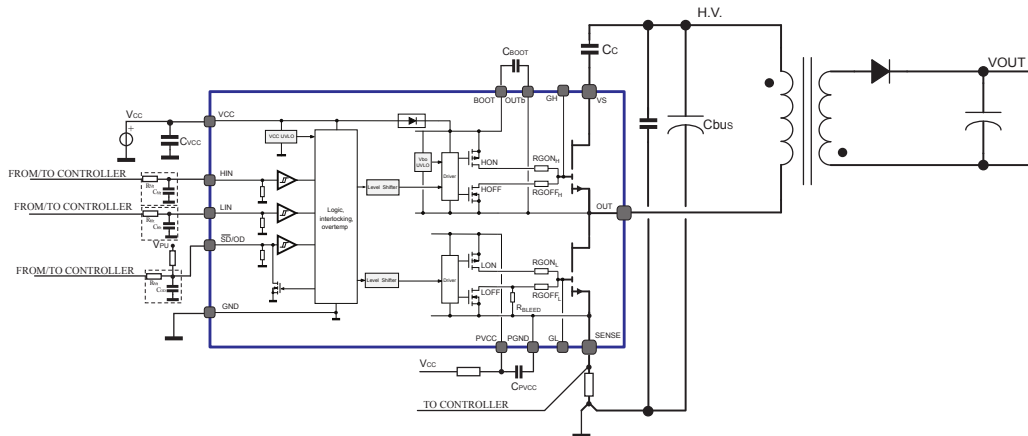 H.V.
CBOOT
CC
VOUT
BOOT
OUTb
GH
VS
VCC
VCC
CVCC
VCC UVLO
Cbus
HON
RGONH
Vbo UVLO
Driver
FROM/TO CONTROLLER
HIN
Level Shifter
HOFF
RGOFFH
FROM/TO CONTROLLER
LIN
OUT
Logic, interlocking, overtemp
VPU
SD/OD
FROM/TO CONTROLLER
LON
RGONL
Level Shifter
Driver
LOFF
RGOFFL
RBLEED
GND
PVCC
PGND
GL
SENSE
VCC
CPVCC
TO CONTROLLER